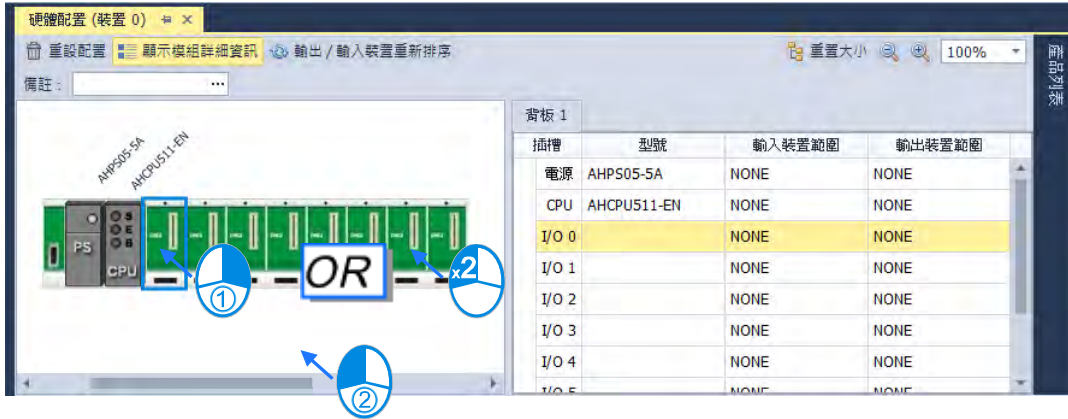 硬體配置 (裝置 0)
重設配置 顯示模組詳細資訊 輸出 / 輸入裝置重新排序 重置大小 100%
備註 : ...
產品列表
背板 1
插槽 型號 輸入裝置範圍 輸出裝置範圍
電源 AHPS05-5A NONE NONE
CPU AHCPU511-EN NONE NONE
I/O 0 NONE NONE
I/O 1 NONE NONE
I/O 2 NONE NONE
I/O 3 NONE NONE
I/O 4 NONE NONE
I/O 5 NONE NONE
AHPS05-5A
AHCPU511-EN
PS
S
E
B
CPU
OR
x2
1
2